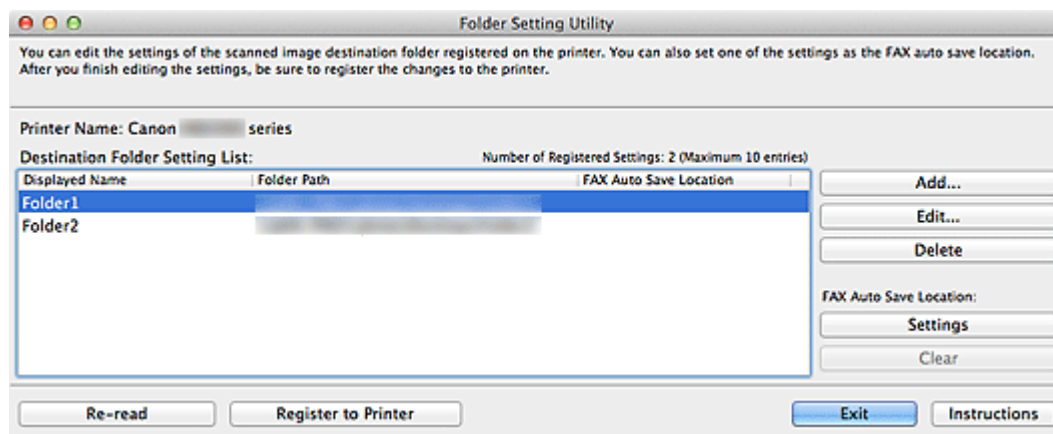 Folder Setting Utility
You can edit the settings of the scanned image destination folder registered on the printer. You can also set one of the settings as the FAX auto save location.
After you finish editing the settings, be sure to register the changes to the printer.
Printer Name: Canon series
Destination Folder Setting List: Number of Registered Settings: 2 (Maximum 10 entries)
Displayed Name Folder Path FAX Auto Save Location
Add...
Folder1
Edit...
Folder2
Delete
FAX Auto Save Location:
Settings
Clear
Re-read Register to Printer Exit Instructions